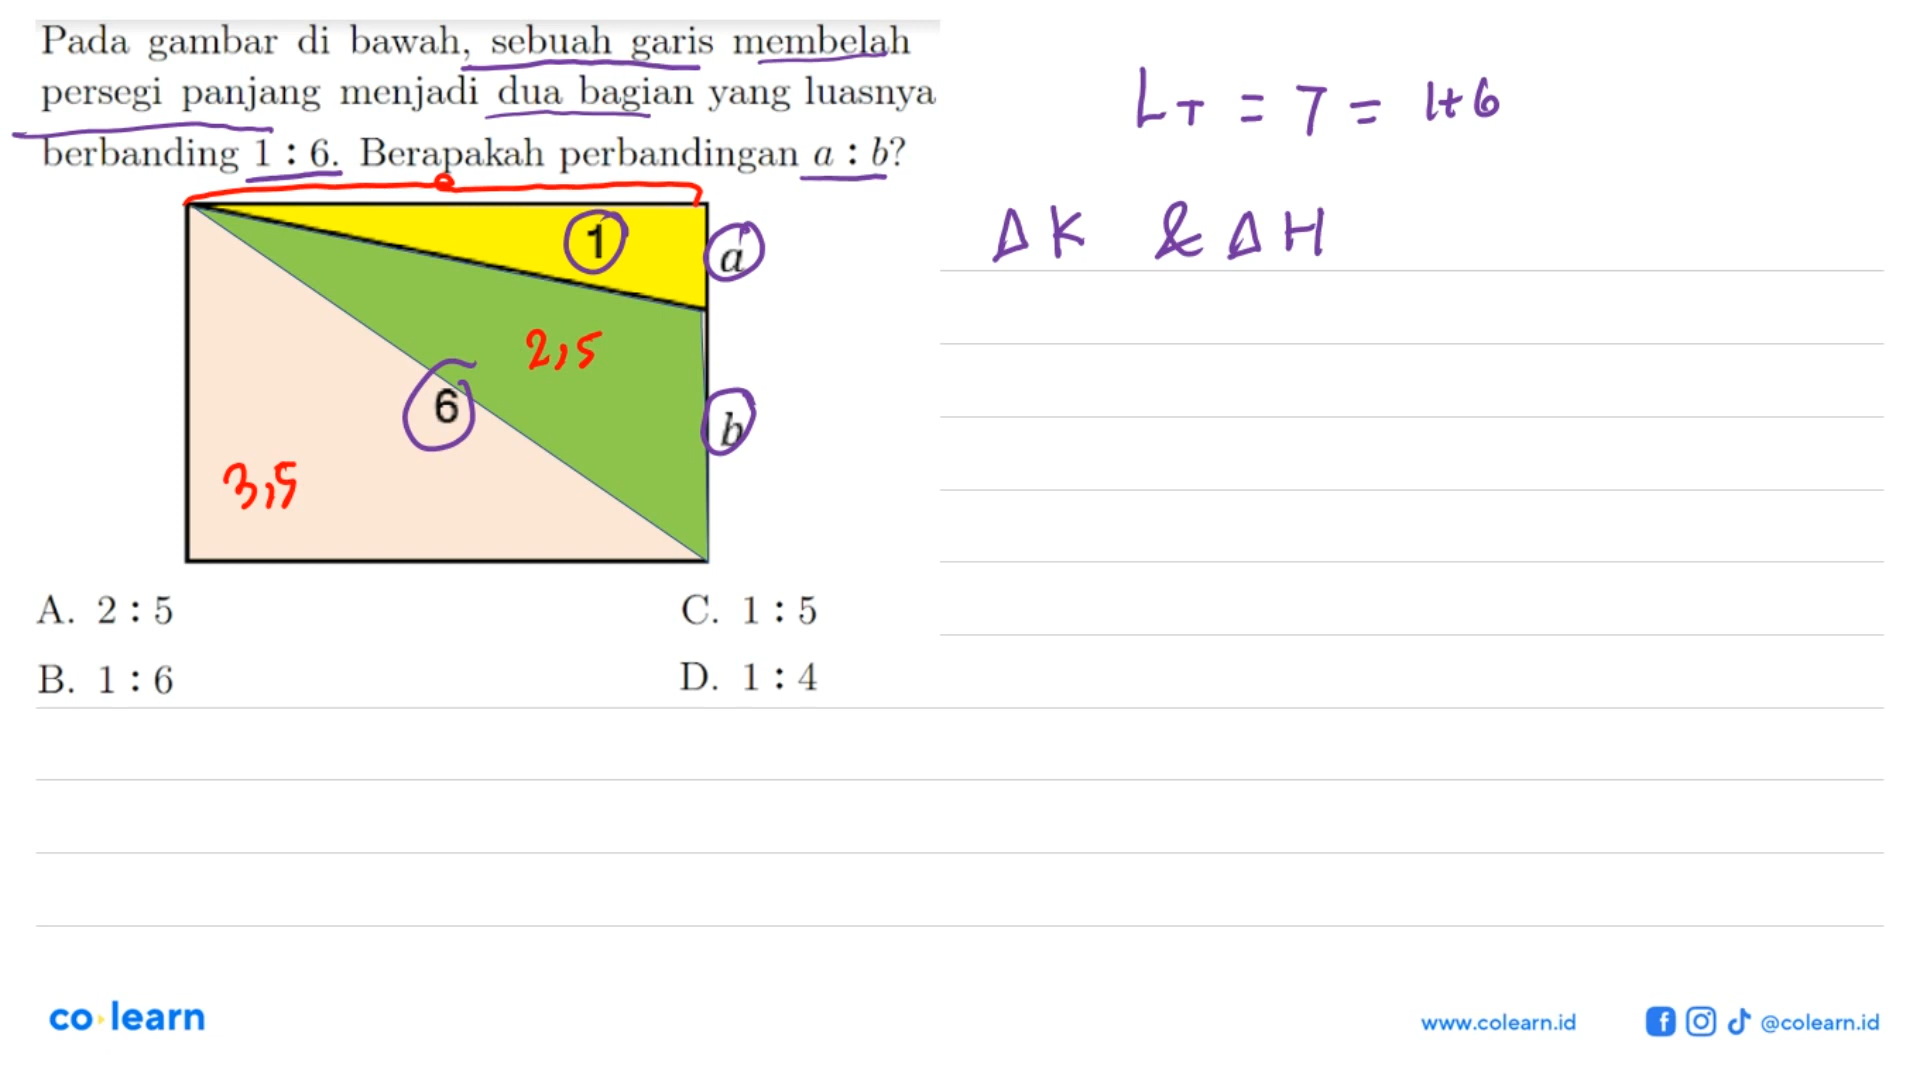 Pada gambar di bawah, sebuah garis membelah
persegi panjang menjadi dua bagian yang luasnya
berbanding 1 : 6. Berapakah perbandingan a : b?
1
a
2,5
6
b
3,5
A. 2 : 5
B. 1 : 6
C. 1 : 5
D. 1 : 4
LT = 7 = 1+6
ΔK & ΔH
co learn
www.colearn.id
@colearn.id